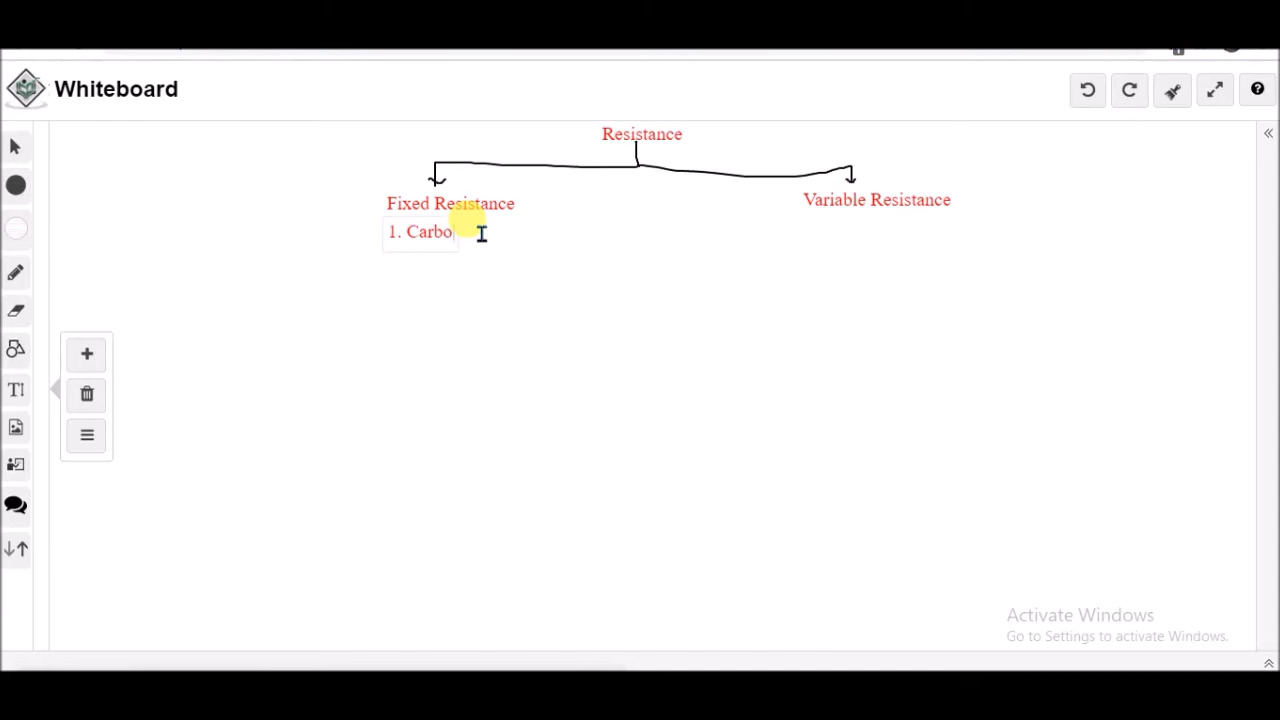 Whiteboard
Resistance
Fixed Resistance
Variable Resistance
1. Carbo
Activate Windows
Go to Settings to activate Windows.